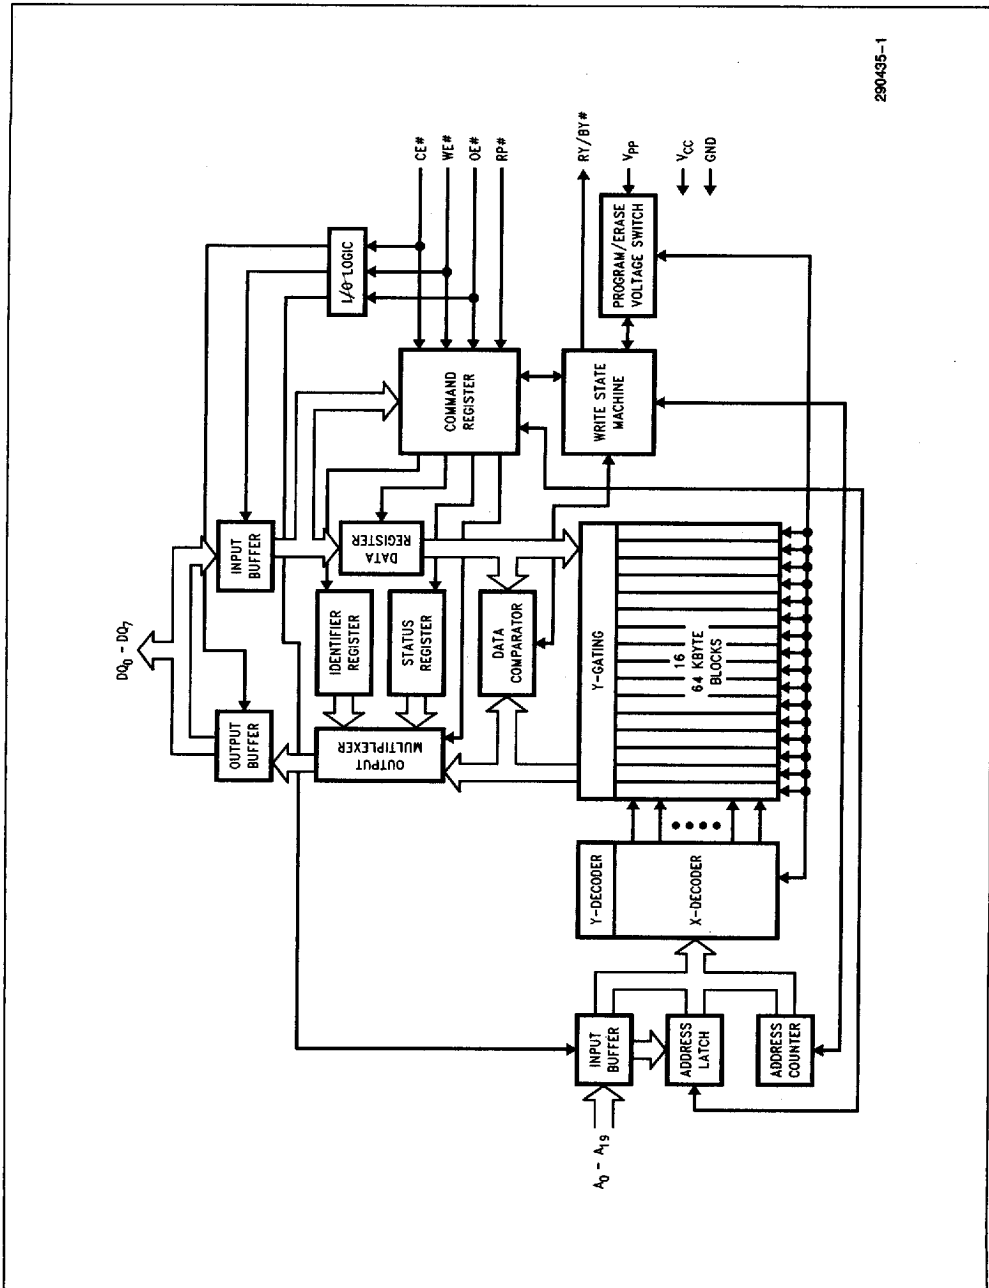 DQ0 - DQ7
OUTPUT
BUFFER
INPUT
BUFFER
I/O LOGIC
CE#
WE#
OE#
RP#
IDENTIFIER
REGISTER
DATA
REGISTER
OUTPUT
MULTIPLEXER
STATUS
REGISTER
COMMAND
REGISTER
DATA
COMPARATOR
A0 - A19
INPUT
BUFFER
Y-DECODER
Y-GATING
WRITE STATE
MACHINE
RY/BY#
ADDRESS
LATCH
X-DECODER
16
64 KBYTE
BLOCKS
PROGRAM/ERASE
VOLTAGE SWITCH
VPP
ADDRESS
COUNTER
VCC
GND
290435-1